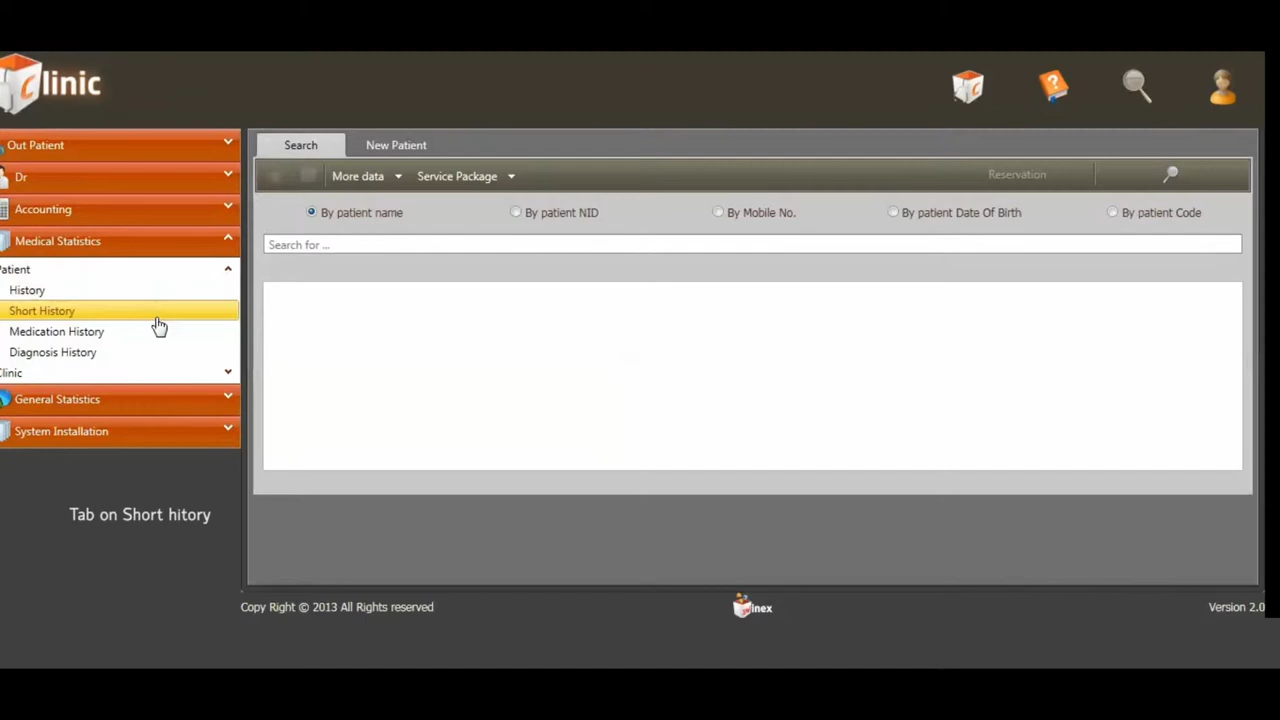 Clinic
Out Patient
Dr
Accounting
Medical Statistics
Patient
History
Short History
Medication History
Diagnosis History
Clinic
General Statistics
System Installation
Tab on Short hitory
Search New Patient
More data Service Package Reservation
By patient name By patient NID By Mobile No. By patient Date Of Birth By patient Code
Search for ...
Copy Right © 2013 All Rights reserved
inex
Version 2.0